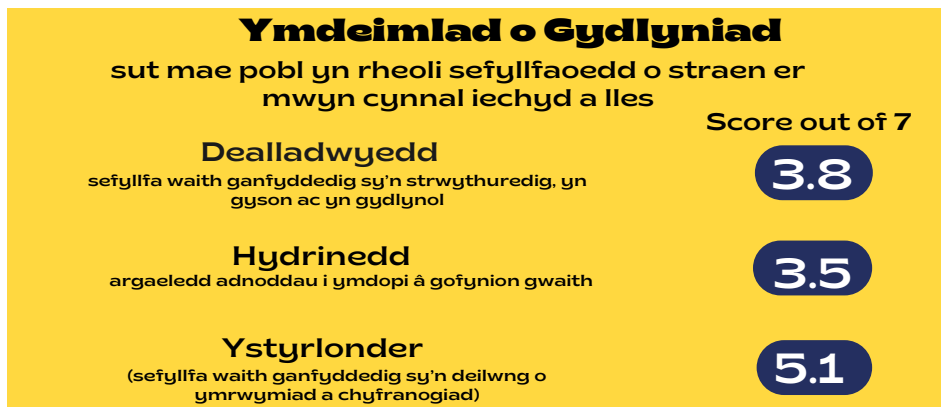 Ymdeimlad o Gydlyniad
sut mae pobl yn rheoli sefyllfaoedd o straen er
mwyn cynnal iechyd a lles
Score out of 7
Dealladwyedd
sefyllfa waith ganfyddedig sy'n strwythuredig, yn
gyson ac yn gydlynol
3.8
Hydrinedd
argaeledd adnoddau i ymdopi â gofynion gwaith
3.5
Ystyrlonder
(sefyllfa waith ganfyddedig sy'n deilwng o
ymrwymiad a chyfranogiad)
5.1